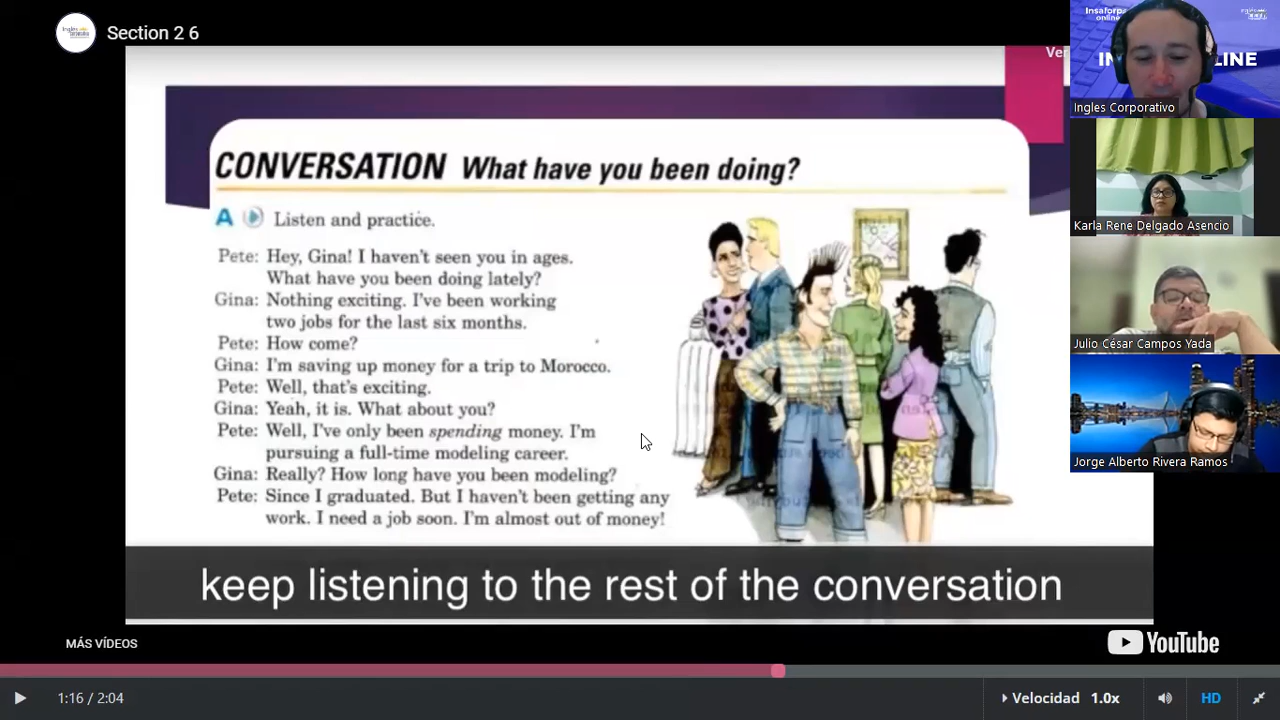 Section 2 6
Ver
CONVERSATION What have you been doing?
A Listen and practice.
Pete: Hey, Gina! I haven't seen you in ages.
What have you been doing lately?
Gina: Nothing exciting. I've been working
two jobs for the last six months.
Pete: How come?
Gina: I'm saving up money for a trip to Morocco.
Pete: Well, that's exciting.
Gina: Yeah, it is. What about you?
Pete: Well, I've only been spending money. I'm
pursuing a full-time modeling career.
Gina: Really? How long have you been modeling?
Pete: Since I graduated. But I haven't been getting any
work. I need a job soon. I'm almost out of money!
keep listening to the rest of the conversation
MÁS VÍDEOS
YouTube
1:16 / 2:04
Velocidad 1.0x
HD
Insaforp
online
LINE
Ingles Corporativo
Karla Rene Delgado Asencio
Julio César Campos Yada
Jorge Alberto Rivera Ramos